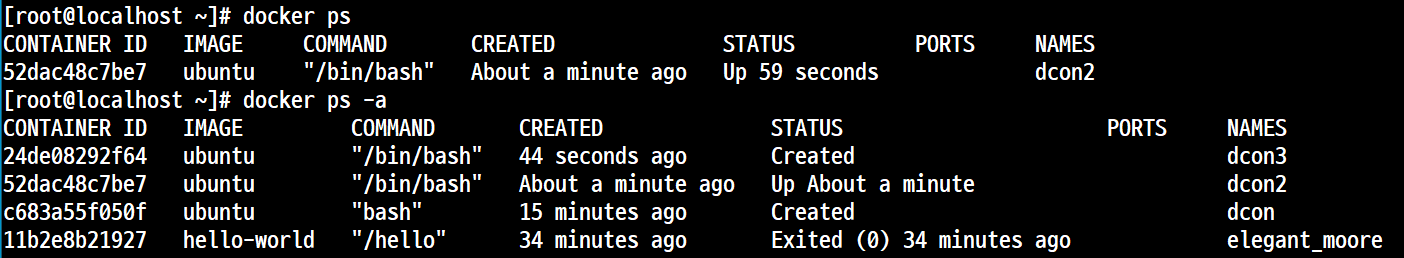 [root@localhost ~]# docker ps
CONTAINER ID   IMAGE     COMMAND       CREATED              STATUS          PORTS     NAMES
52dac48c7be7   ubuntu    "/bin/bash"   About a minute ago   Up 59 seconds             dcon2
[root@localhost ~]# docker ps -a
CONTAINER ID   IMAGE         COMMAND       CREATED              STATUS                      PORTS     NAMES
24de08292f64   ubuntu        "/bin/bash"   44 seconds ago       Created                               dcon3
52dac48c7be7   ubuntu        "/bin/bash"   About a minute ago   Up About a minute                     dcon2
c683a55f050f   ubuntu        "bash"        15 minutes ago       Created                               dcon
11b2e8b21927   hello-world   "/hello"      34 minutes ago       Exited (0) 34 minutes ago             elegant_moore